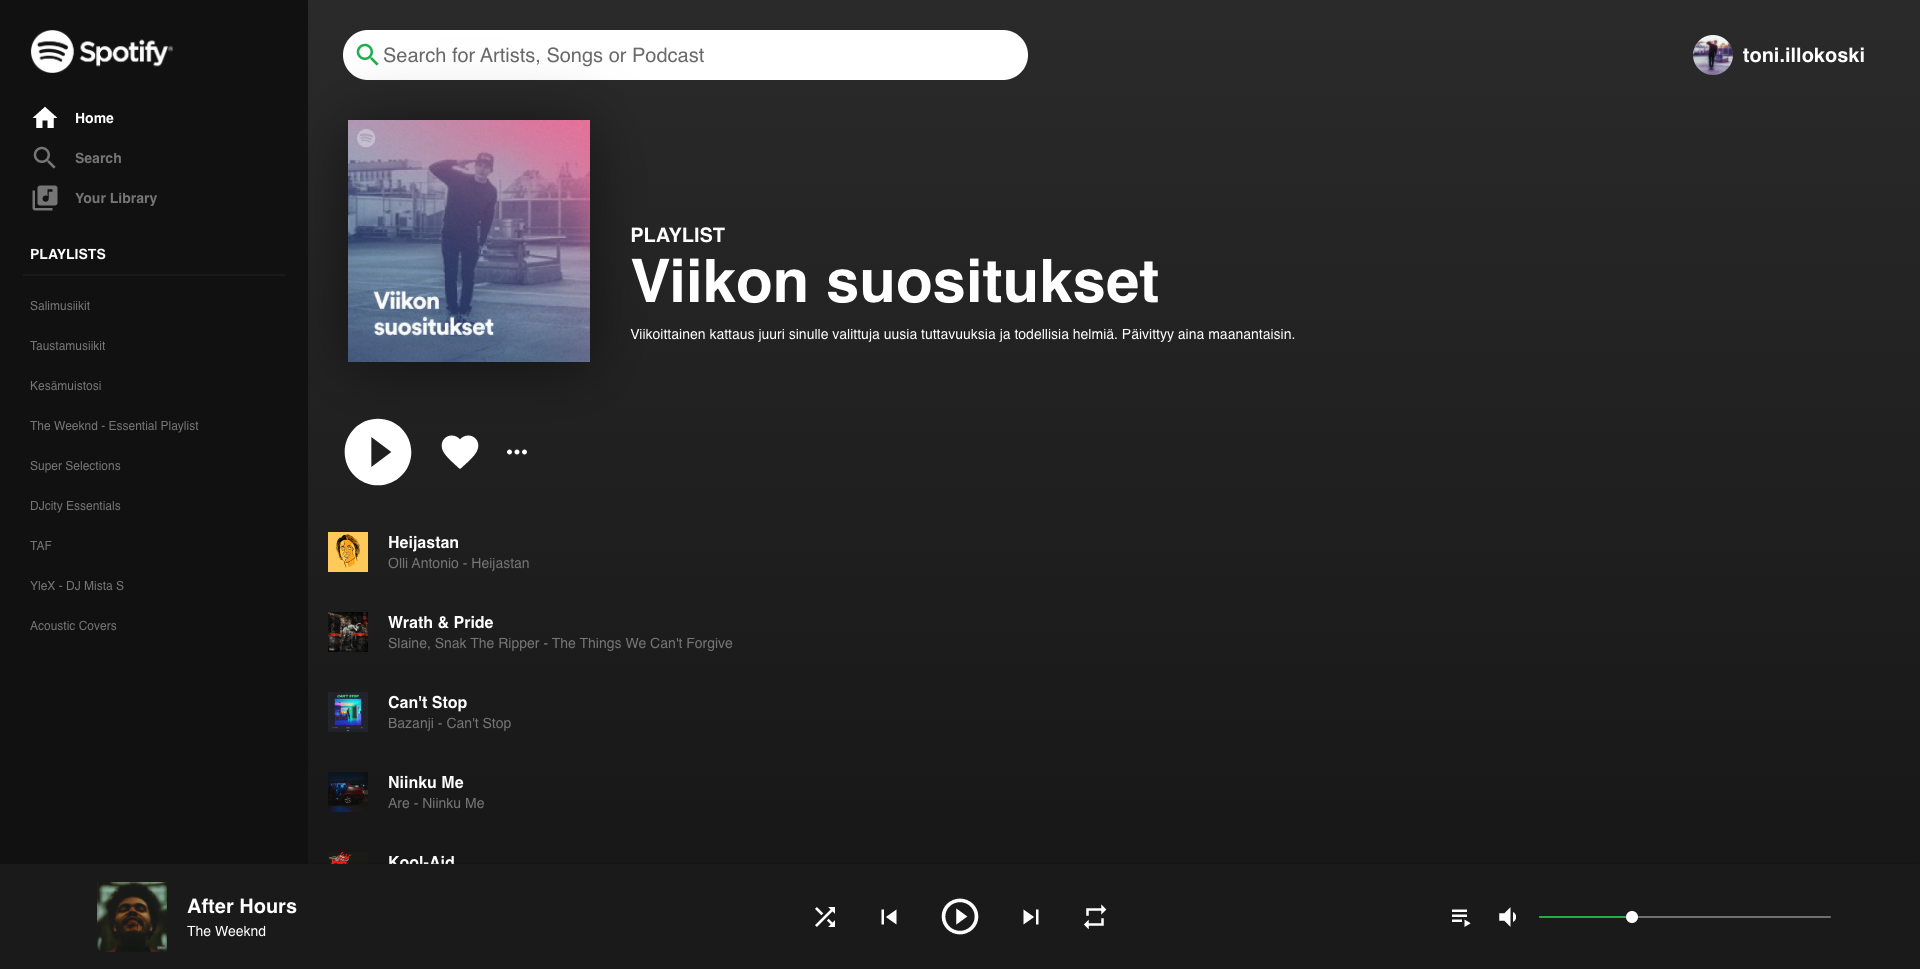 Spotify
Search for Artists, Songs or Podcast
toni.illokoski
Home
Search
Your Library
PLAYLISTS
Salimusiikit
Taustamusiikit
Kesämuistosi
The Weeknd - Essential Playlist
Super Selections
DJcity Essentials
TAF
YleX - DJ Mista S
Acoustic Covers
Viikon
suositukset
PLAYLIST
Viikon suositukset
Viikoittainen kattaus juuri sinulle valittuja uusia tuttavuuksia ja todellisia helmiä. Päivittyy aina maanantaisin.
Heijastan
Olli Antonio - Heijastan
Wrath & Pride
Slaine, Snak The Ripper - The Things We Can't Forgive
CAN'T STOP
Can't Stop
Bazanji - Can't Stop
Niinku Me
Are - Niinku Me
Kool-Aid
After Hours
The Weeknd